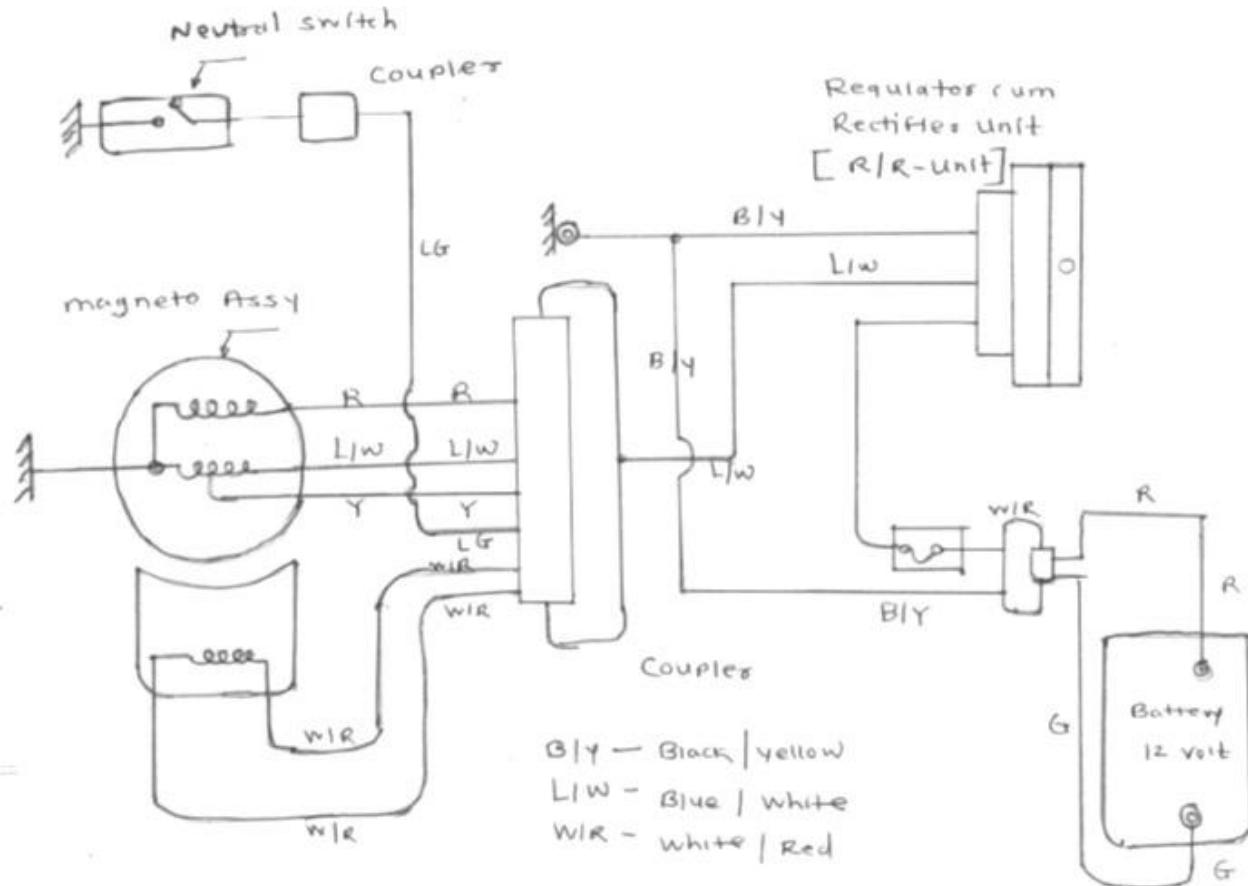 Neutral switch
Coupler
Regulator cum
Rectifier unit
[ R/R-unit ]
B/Y
LG
L/W
magneto Assy
B/Y
R R
L/W L/W
L/W
Y Y
LG
W/R
R
W/R
W/R
R
B/Y
Coupler
G
Battery
12 volt
W/R
B/Y - Black / yellow
L/W - Blue / White
W/R - White / Red
W/R
G